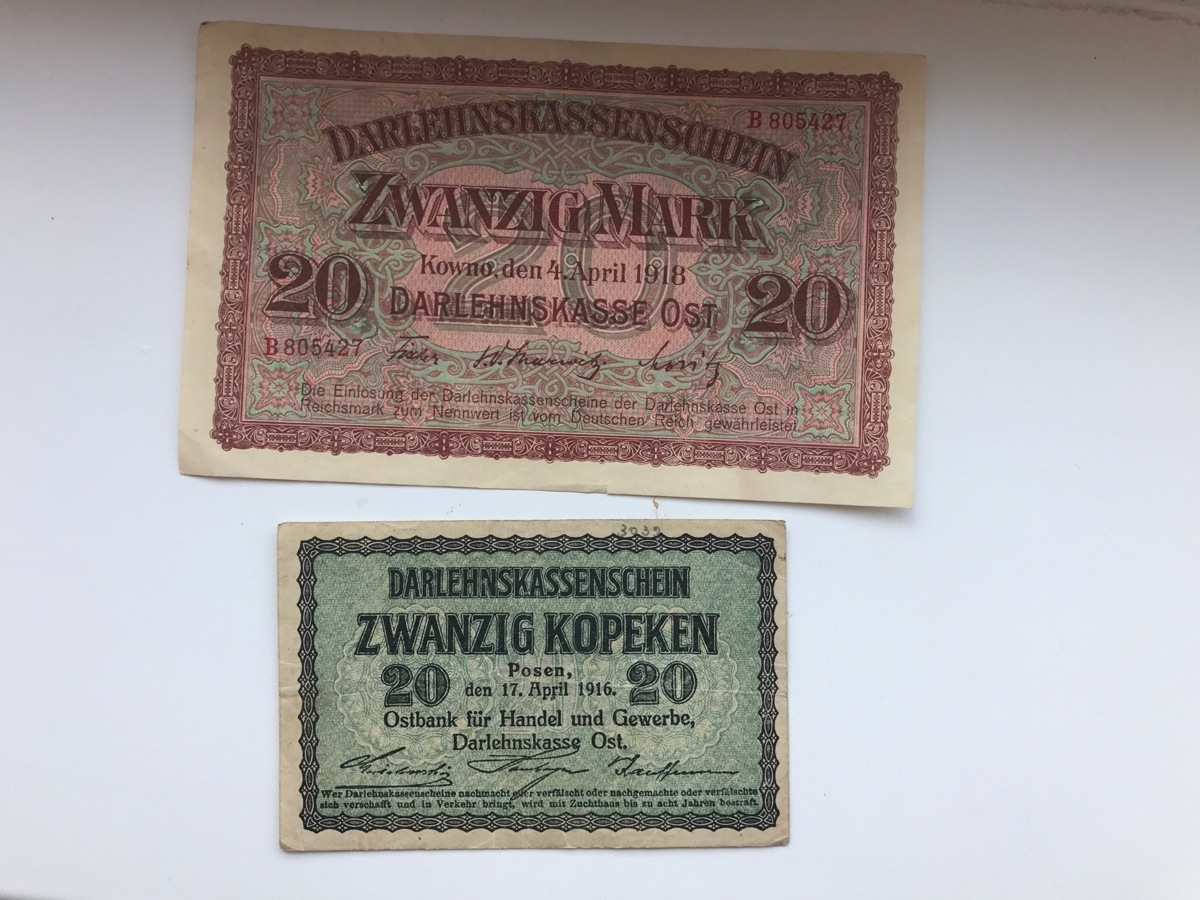 B 805427
DARLEHNSKASSENSCHEIN
ZWANZIG MARK
20
Kowno, den 4. April 1918
20 DARLEHNSKASSE OST 20
B 805427
Die Einlösung der Darlehnskassenscheine der Darlehnskasse Ost in
Reichsmark zum Nennwert ist vom Deutschen Reich gewährleistet
DARLEHNSKASSENSCHEIN
ZWANZIG KOPEKEN
Posen,
20 den 17. April 1916. 20
Ostbank für Handel und Gewerbe,
Darlehnskasse Ost.
Kauffmann
Wer Darlehnskassenscheine nachmacht oder verfälscht oder nachgemachte oder verfälschte
sich verschafft und in Verkehr bringt, wird mit Zuchthaus bis zu acht Jahren bestraft.